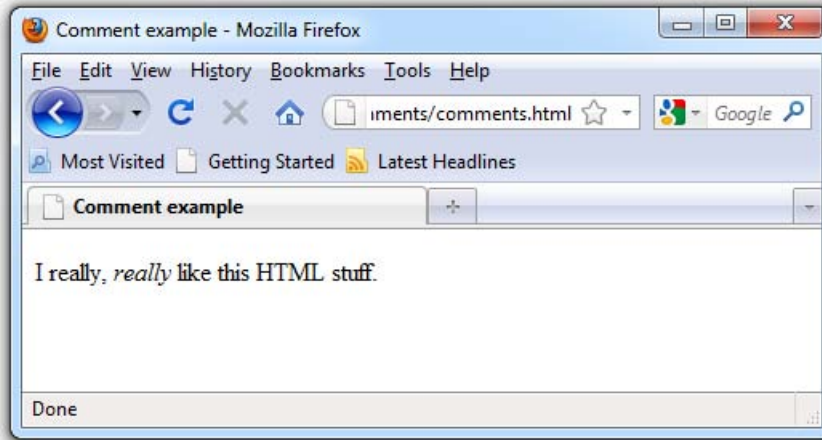 Comment example - Mozilla Firefox
File Edit View History Bookmarks Tools Help
ments/comments.html Google
Most Visited Getting Started Latest Headlines
Comment example
I really, really like this HTML stuff.
Done